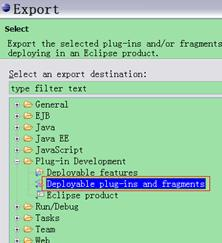 Export
Select
Export the selected plug-ins and/or fragments
deploying in an Eclipse product.
Select an export destination:
type filter text
General
EJB
Java
Java EE
JavaScript
Plug-in Development
Deployable features
Deployable plug-ins and fragments
Eclipse product
Run/Debug
Tasks
Team
Web